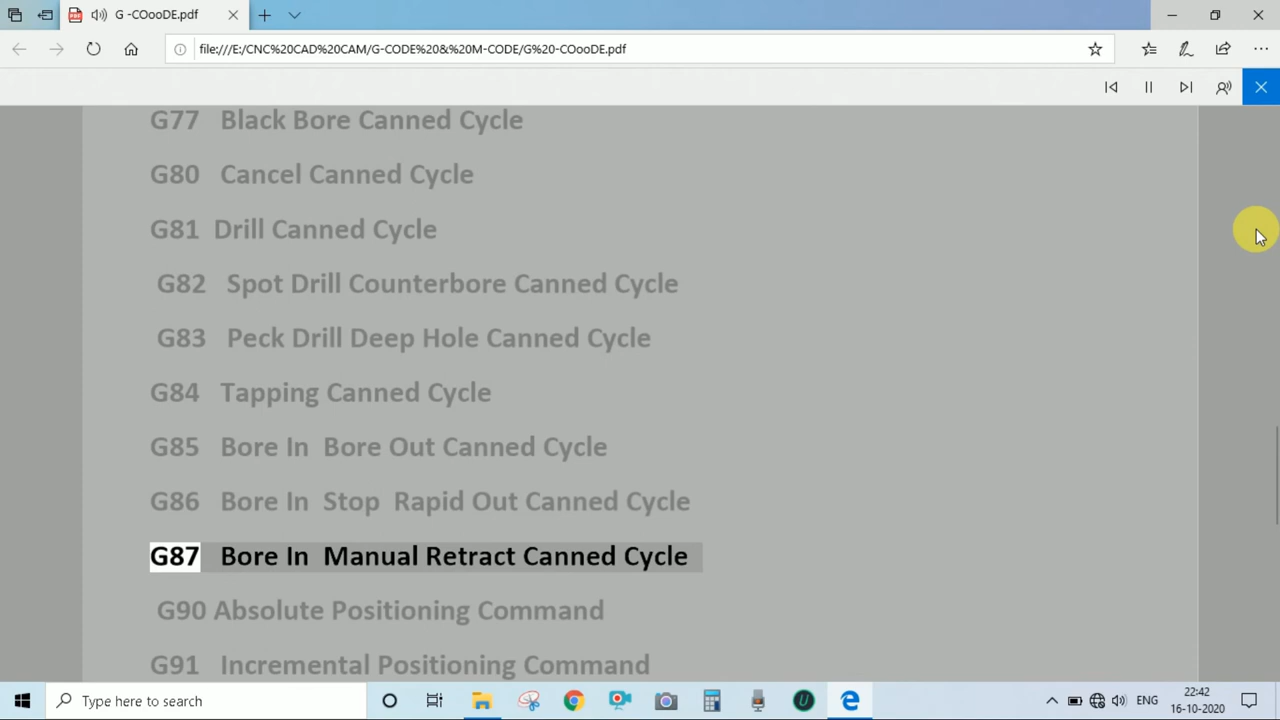 G -COooDE.pdf
file:///E:/CNC%20CAD%20CAM/G-CODE%20&%20M-CODE/G%20-COooDE.pdf
G77 Black Bore Canned Cycle
G80 Cancel Canned Cycle
G81 Drill Canned Cycle
G82 Spot Drill Counterbore Canned Cycle
G83 Peck Drill Deep Hole Canned Cycle
G84 Tapping Canned Cycle
G85 Bore In Bore Out Canned Cycle
G86 Bore In Stop Rapid Out Canned Cycle
G87 Bore In Manual Retract Canned Cycle
G90 Absolute Positioning Command
G91 Incremental Positioning Command
Type here to search
ENG
22:42
16-10-2020